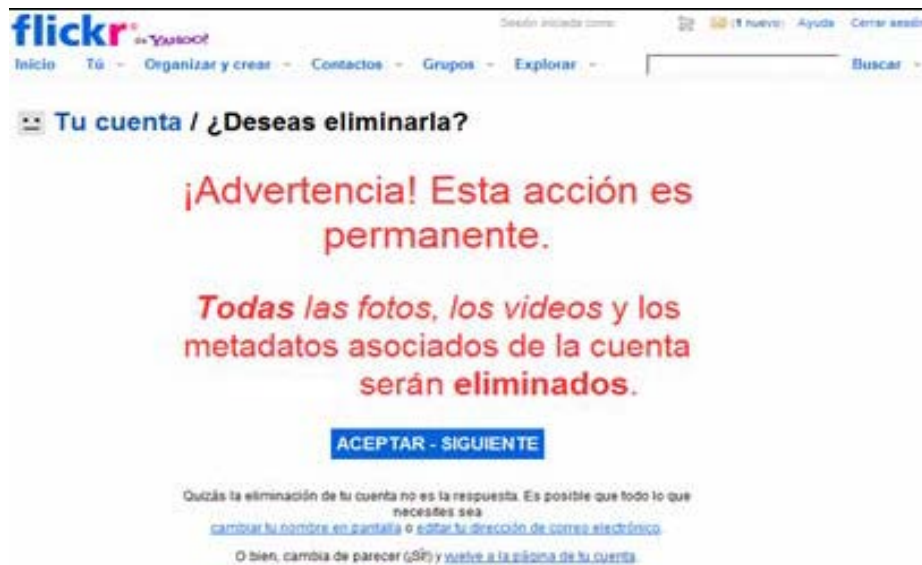 flickr de YAHOO!
Sesión iniciada como (1 nuevo) Ayuda Cerrar sesión
Inicio Tú Organizar y crear Contactos Grupos Explorar Buscar
Tu cuenta / ¿Deseas eliminarla?
¡Advertencia! Esta acción es
permanente.
Todas las fotos, los videos y los
metadatos asociados de la cuenta
serán eliminados.
ACEPTAR - SIGUIENTE
Quizás la eliminación de tu cuenta no es la respuesta. Es posible que todo lo que
necesites sea
cambiar tu nombre en pantalla o editar tu dirección de correo electrónico.
O bien, cambia de parecer (¡SÍ!) y vuelve a la página de tu cuenta.